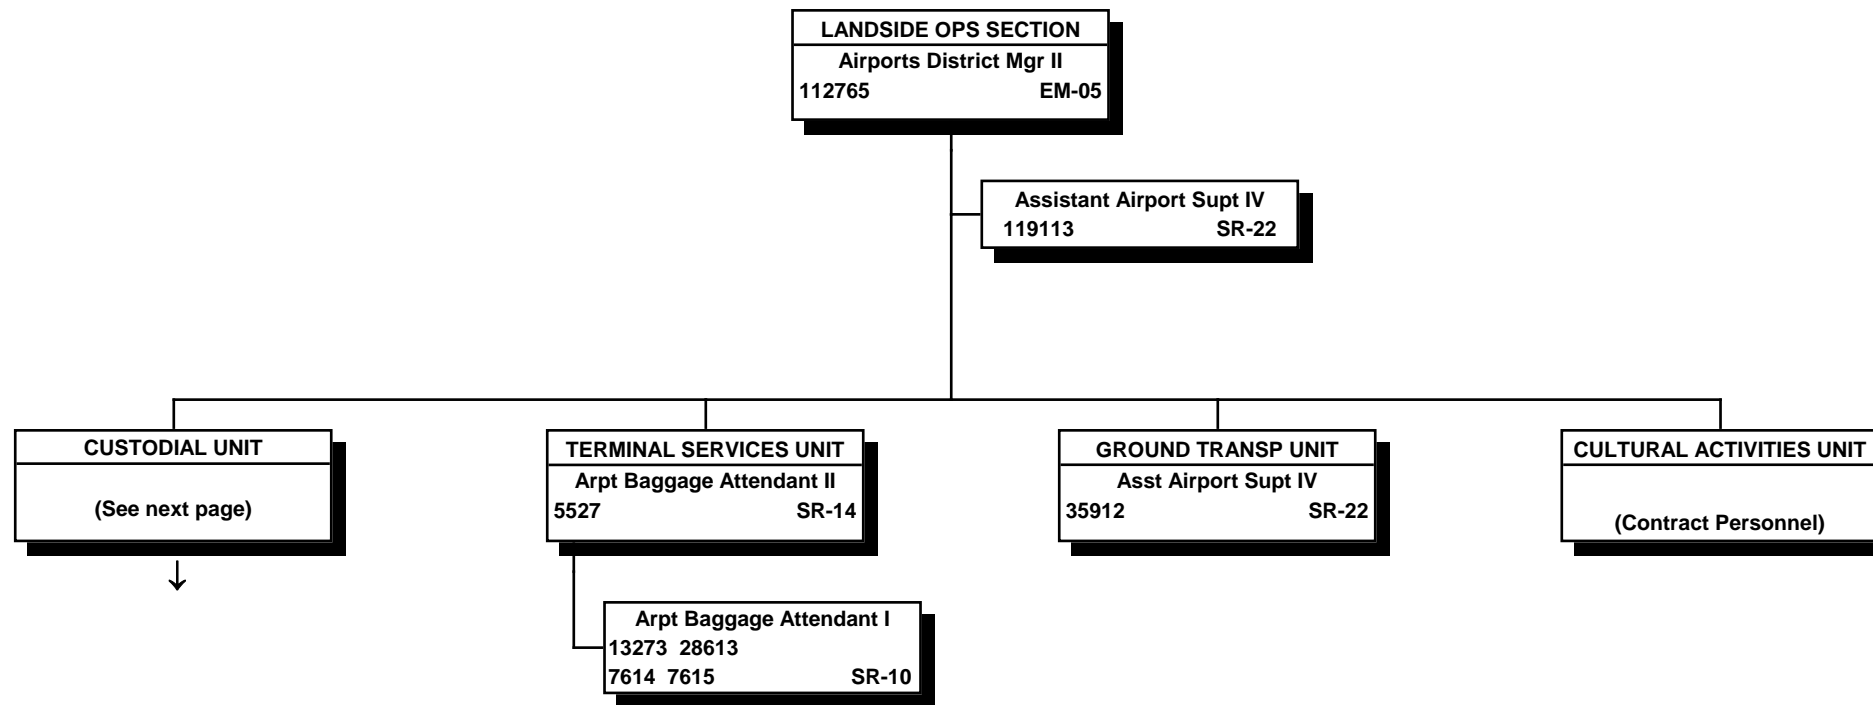 LANDSIDE OPS SECTION
Airports District Mgr II
112765 EM-05
Assistant Airport Supt IV
119113 SR-22
CUSTODIAL UNIT
(See next page)
TERMINAL SERVICES UNIT
Arpt Baggage Attendant II
5527 SR-14
Arpt Baggage Attendant I
13273 28613
7614 7615 SR-10
GROUND TRANSP UNIT
Asst Airport Supt IV
35912 SR-22
CULTURAL ACTIVITIES UNIT
(Contract Personnel)